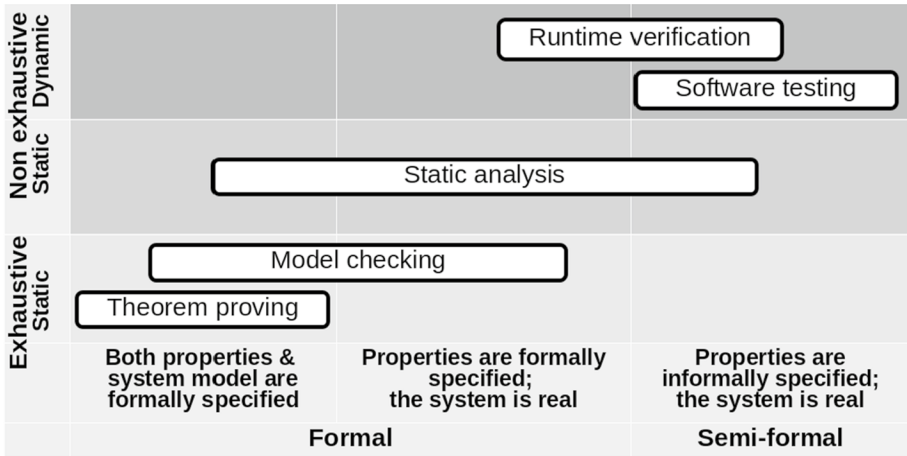 Non exhaustive
Dynamic
Runtime verification
Software testing
Static
Static analysis
Exhaustive
Static
Model checking
Theorem proving
Both properties &
system model are
formally specified
Properties are formally
specified;
the system is real
Properties are
informally specified;
the system is real
Formal
Semi-formal